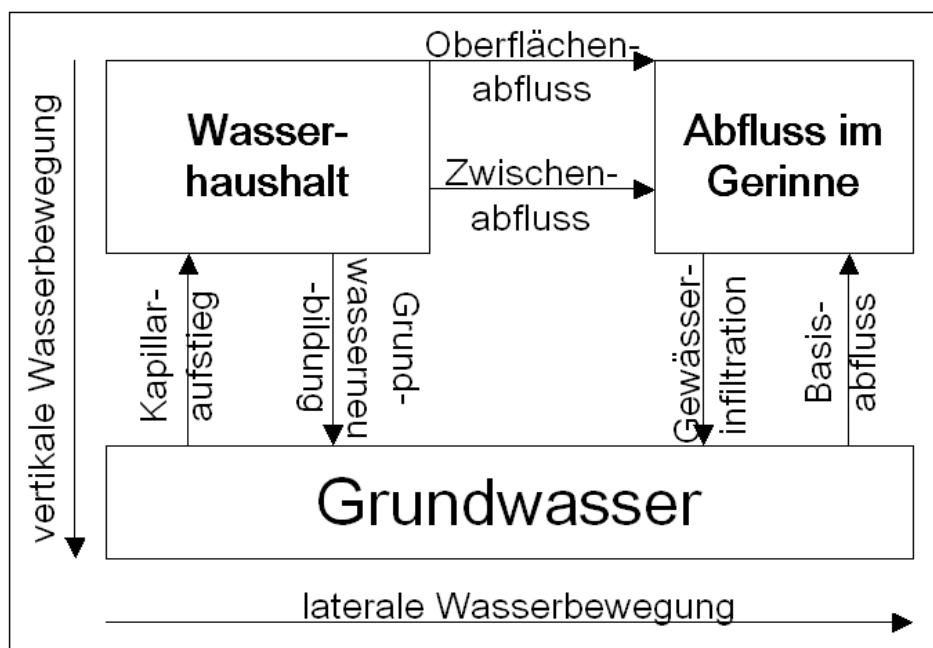 Oberflächen-
abfluss
Wasser-
haushalt
Abfluss im
Gerinne
Zwischen-
abfluss
vertikale Wasserbewegung
Kapillar-
aufstieg
Grund-
wasserneu
-bildung
Gewässer-
infiltration
Basis-
abfluss
Grundwasser
laterale Wasserbewegung